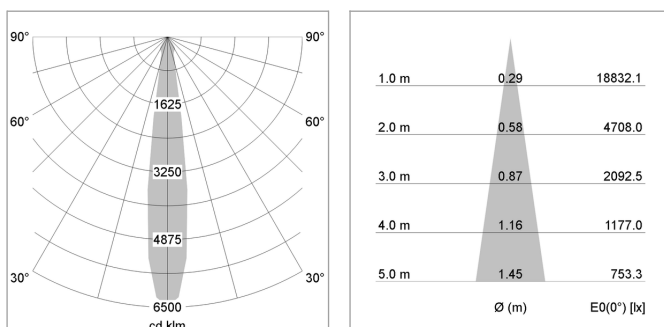 90° 90°
1625
60° 60°
3250
4875
30° 30°
6500
cd klm
1.0 m 0.29 18832.1
2.0 m 0.58 4708.0
3.0 m 0.87 2092.5
4.0 m 1.16 1177.0
5.0 m 1.45 753.3
Ø (m) E0(0°) [lx]